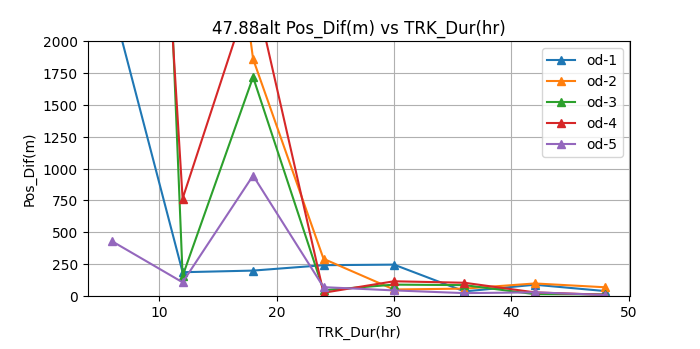 47.88alt Pos_Dif(m) vs TRK_Dur(hr)
2000
1750
1500
1250
1000
750
500
250
0
Pos_Dif(m)
10
20
30
40
50
TRK_Dur(hr)
od-1
od-2
od-3
od-4
od-5